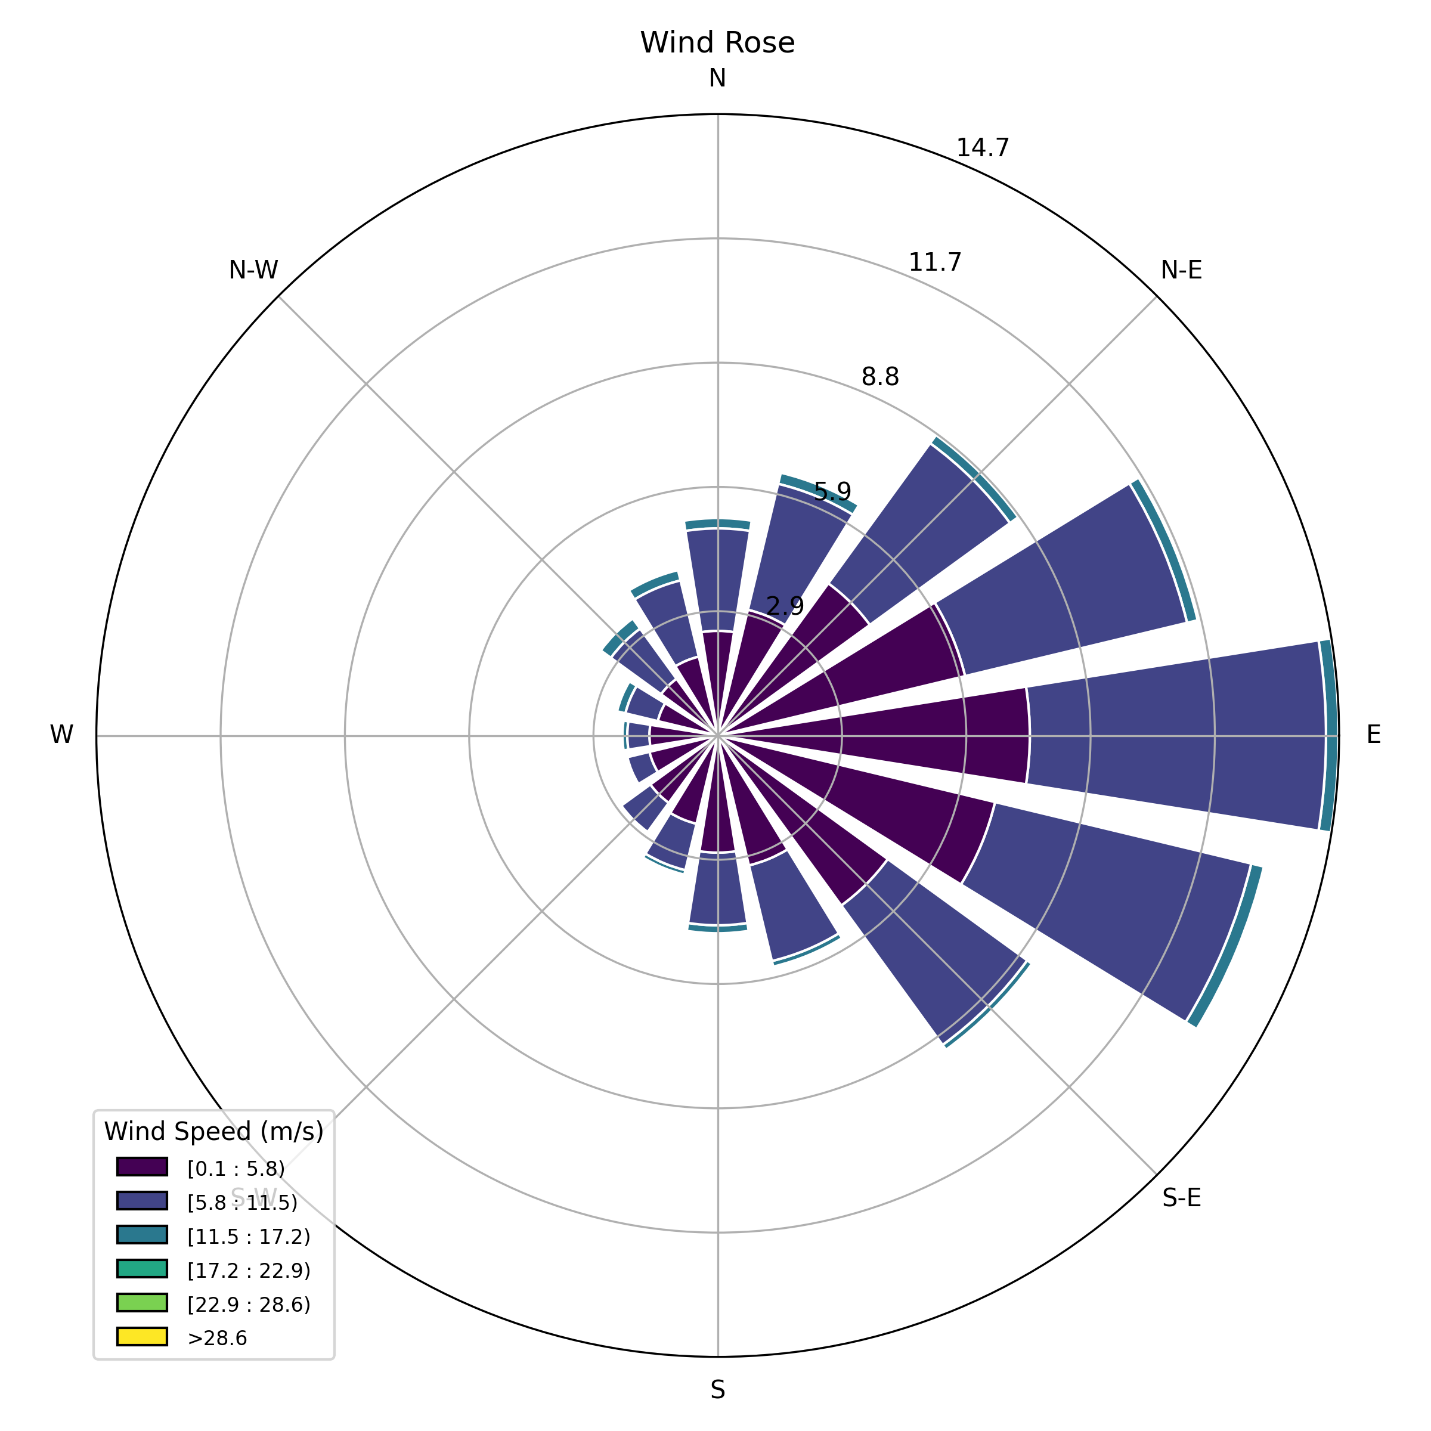 Wind Rose
N
14.7
N-W
11.7
N-E
8.8
5.9
2.9
W
E
Wind Speed (m/s)
[0.1 : 5.8)
S-W
[5.8 : 11.5)
S-E
[11.5 : 17.2)
[17.2 : 22.9)
[22.9 : 28.6)
>28.6
S